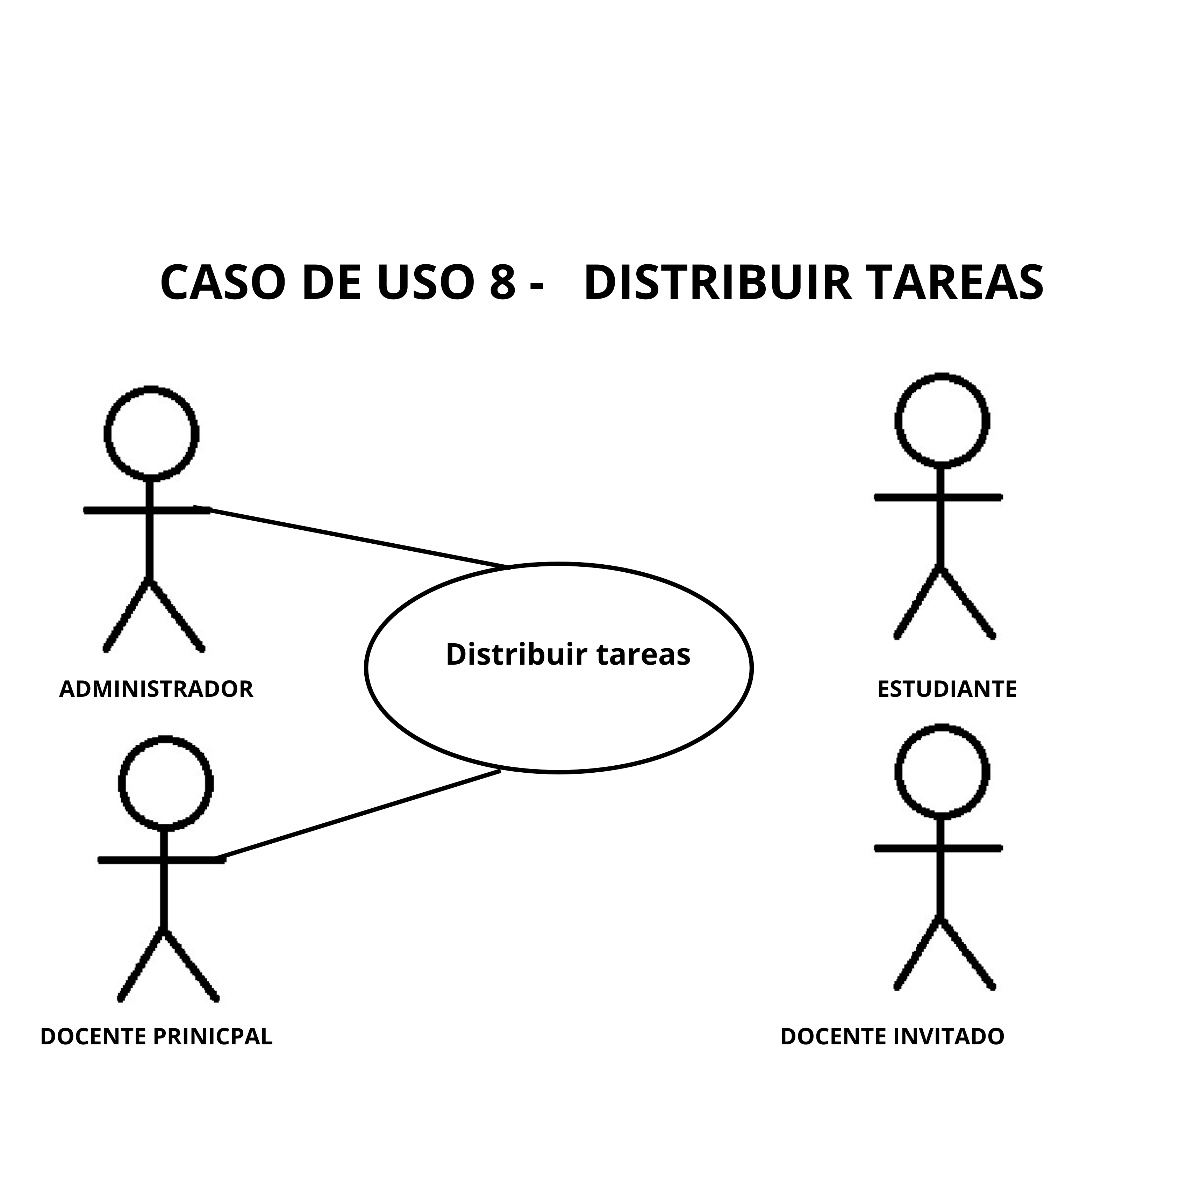 CASO DE USO 8 - DISTRIBUIR TAREAS
Distribuir tareas
ADMINISTRADOR
ESTUDIANTE
DOCENTE PRINICPAL
DOCENTE INVITADO